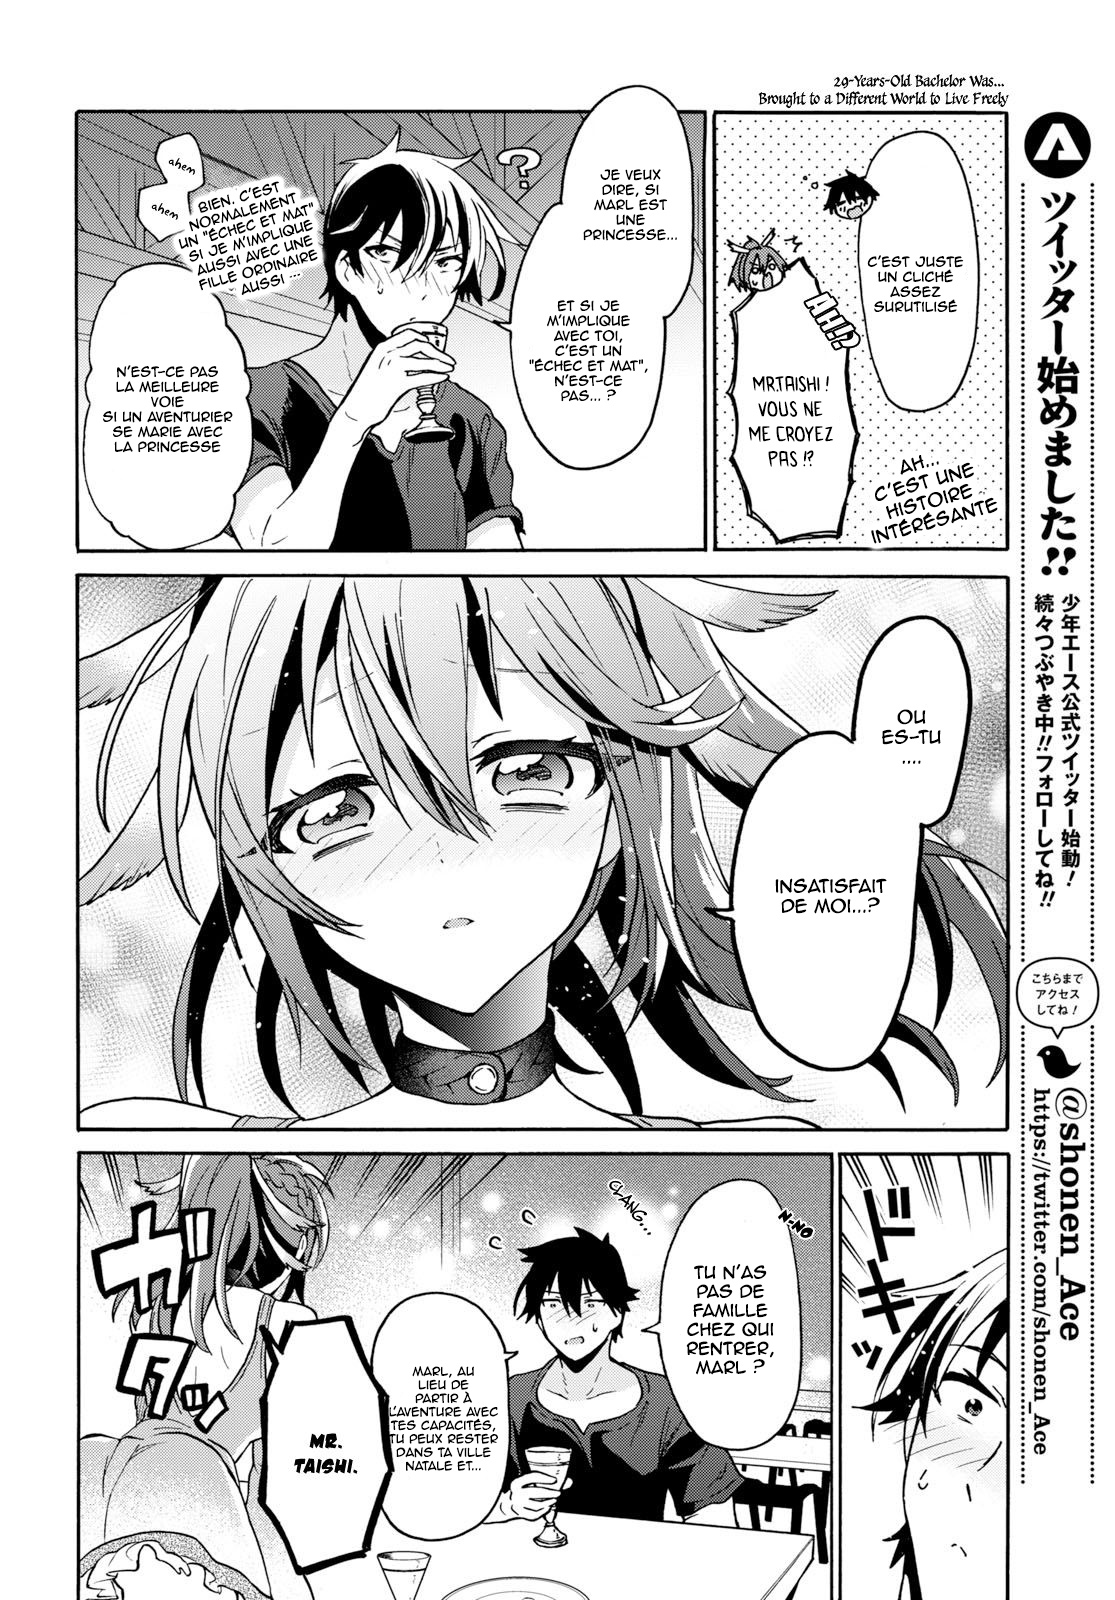 29-Years-Old Bachelor Was...
Brought to a Different World to Live Freely
C'EST JUSTE
UN CLICHÉ
ASSEZ
SURUTILISÉ
AH!?
MR.TAISHI !
VOUS NE
ME CROYEZ
PAS !?
AH...
C'EST UNE
HISTOIRE
INTÉRÉSANTE
JE VEUX
DIRE, SI
MARL EST
UNE
PRINCESSE...
ET SI JE
M'IMPLIQUE
AVEC TOI,
C'EST UN
"ÉCHEC ET MAT",
N'EST-CE
PAS... ?
?
ahem
ahem
BIEN. C'EST
NORMALEMENT
UN "ÉCHEC ET MAT"
SI JE M'IMPLIQUE
AUSSI AVEC UNE
FILLE ORDINAIRE
AUSSI ...
N'EST-CE PAS
LA MEILLEURE
VOIE
SI UN AVENTURIER
SE MARIE AVEC
LA PRINCESSE
OU
ES-TU
....
INSATISFAIT
DE MOI...?
ドキッ
N-NO
TU N'AS
PAS DE
FAMILLE
CHEZ QUI
RENTRER,
MARL ?
CLANG...
MARL, AU
LIEU DE
PARTIR À
L'AVENTURE AVEC
TES CAPACITÉS,
TU PEUX RESTER
DANS TA VILLE
NATALE ET...
MR.
TAISHI.
ガタッ
ツイッター始めました!!
少年エース公式ツイッター始動!
続々つぶやき中!!フォローしてね!!
こちらまで
アクセス
してね!
@shonen_Ace
https://twitter.com/shonen_Ace